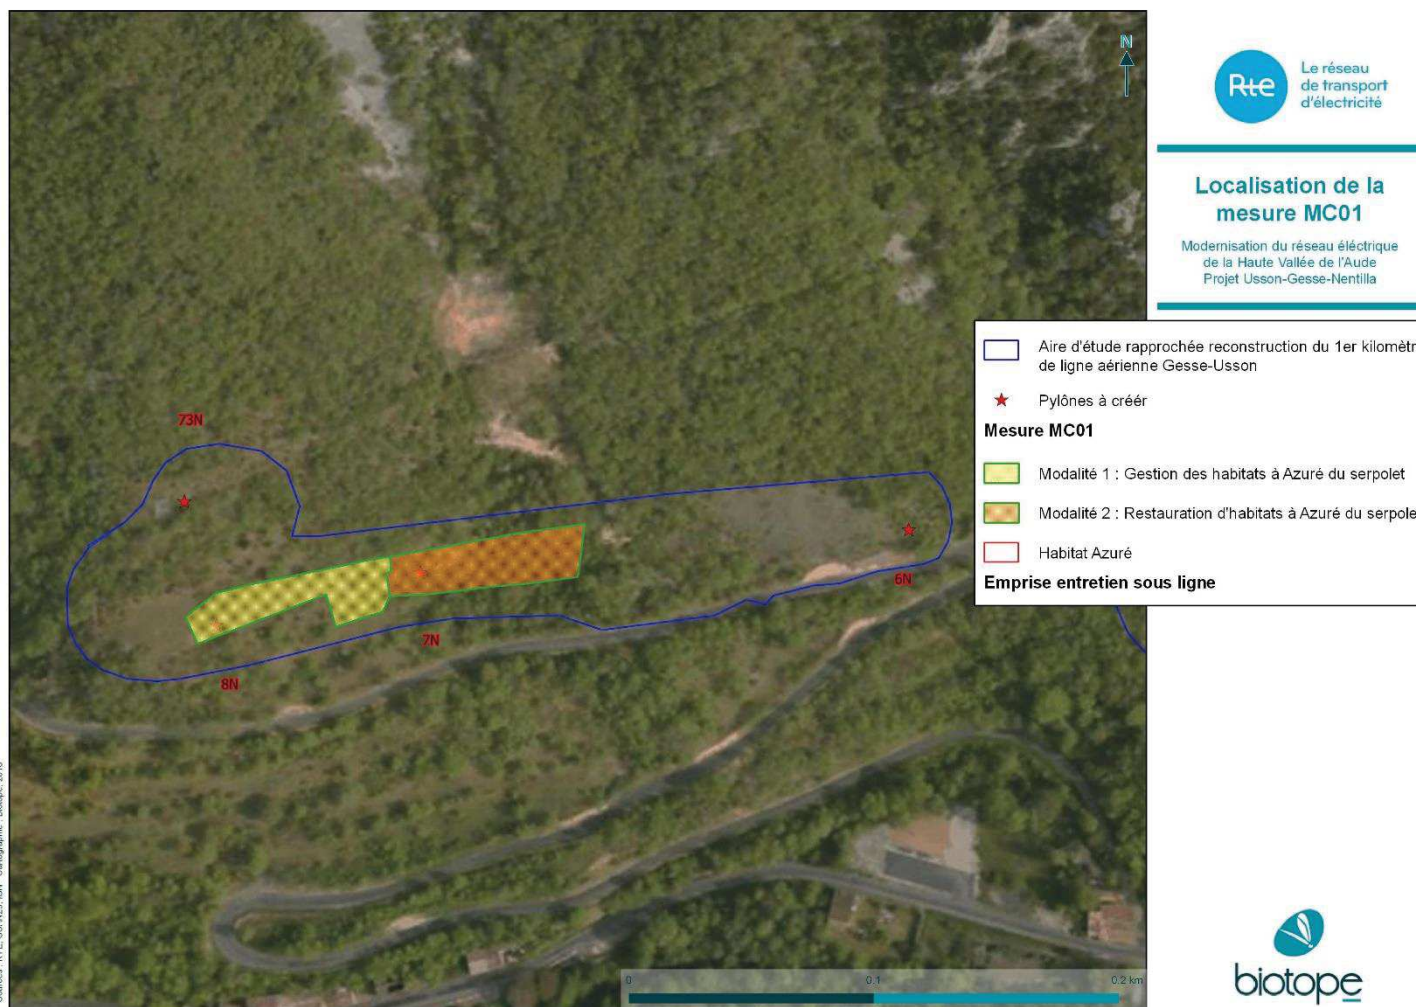 N
Rte
Le réseau
de transport
d'électricité
Localisation de la
mesure MC01
Modernisation du réseau éléctrique
de la Haute Vallée de l'Aude
Projet Usson-Gesse-Nentilla
Aire d'étude rapprochée reconstruction du 1er kilomètr
de ligne aérienne Gesse-Usson
Pylônes à créér
Mesure MC01
Modalité 1 : Gestion des habitats à Azuré du serpolet
Modalité 2 : Restauration d'habitats à Azuré du serpole
Habitat Azuré
Emprise entretien sous ligne
73N
6N
7N
8N
0
0.1
0.2 km
biotope